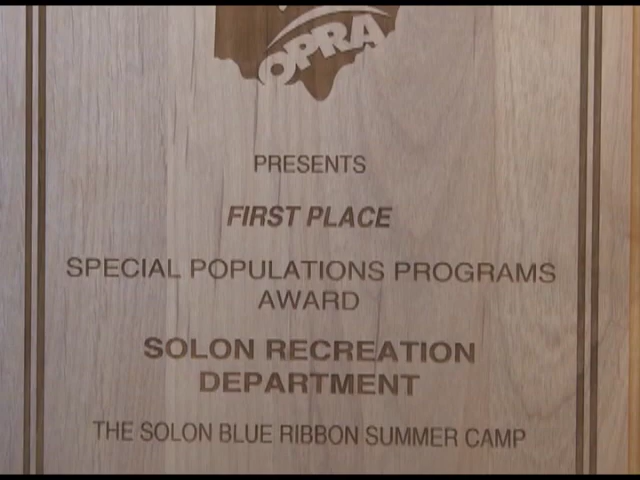 OPRA
PRESENTS
FIRST PLACE
SPECIAL POPULATIONS PROGRAMS
AWARD
SOLON RECREATION
DEPARTMENT
THE SOLON BLUE RIBBON SUMMER CAMP